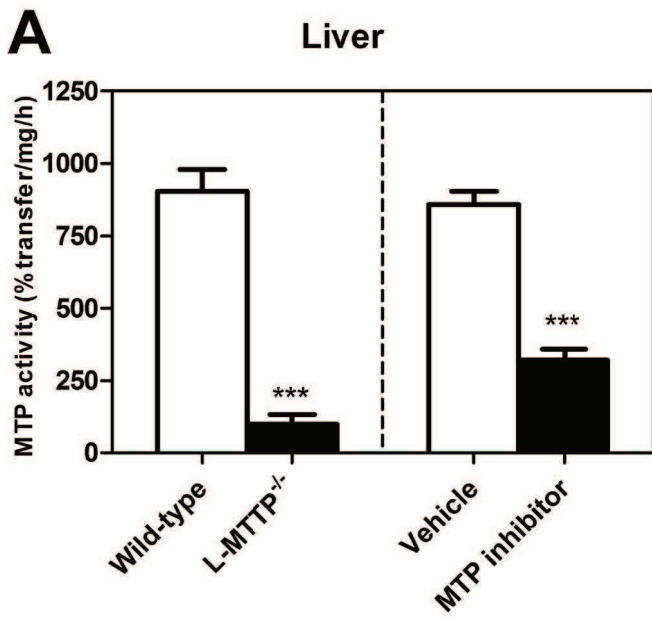 A
Liver
MTP activity (% transfer/mg/h)
1250
1000
750
500
250
0
***
***
Wild-type
L-MTTP-/-
Vehicle
MTP inhibitor